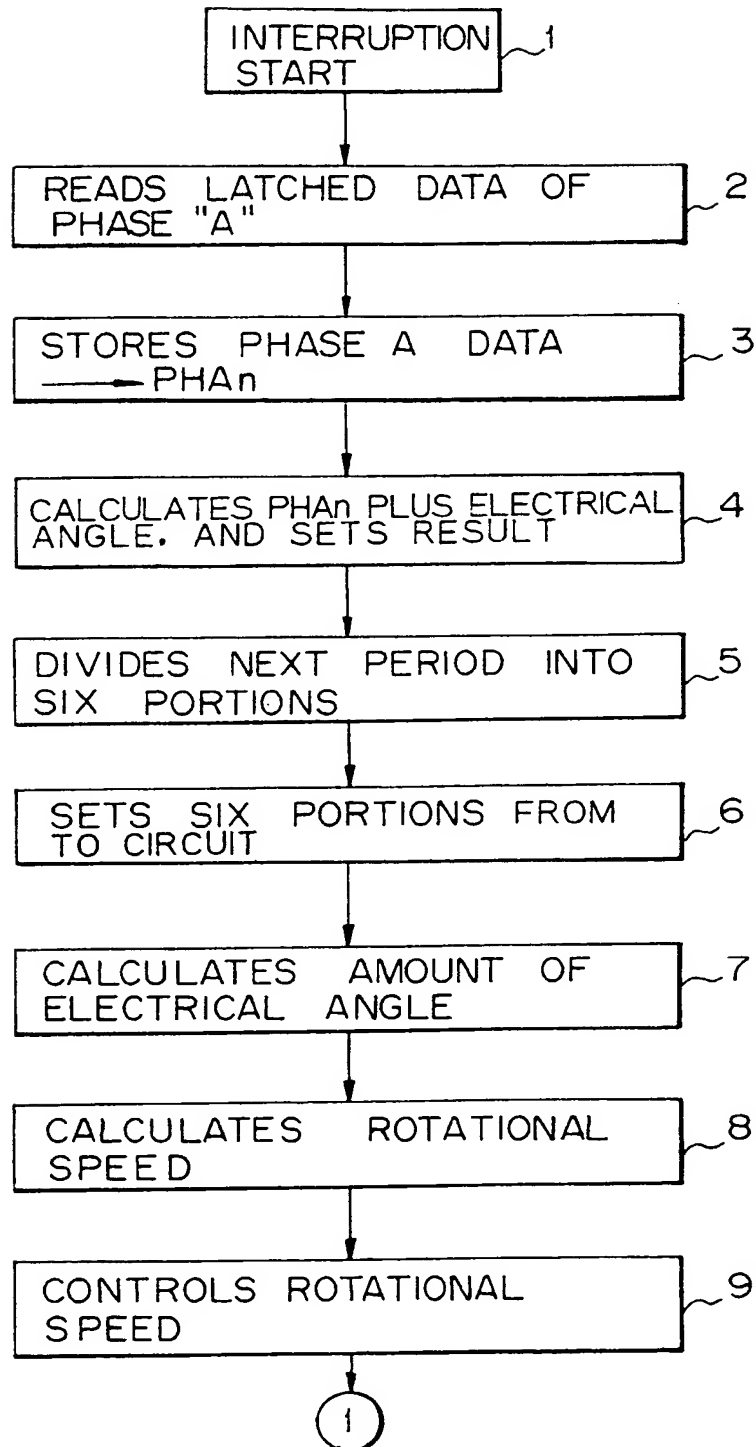 INTERRUPTION 1
START
READS LATCHED DATA OF 2
PHASE "A"
STORES PHASE A DATA 3
⟶ PHAn
CALCULATES PHAn PLUS ELECTRICAL 4
ANGLE. AND SETS RESULT
DIVIDES NEXT PERIOD INTO 5
SIX PORTIONS
SETS SIX PORTIONS FROM 6
TO CIRCUIT
CALCULATES AMOUNT OF 7
ELECTRICAL ANGLE
CALCULATES ROTATIONAL 8
SPEED
CONTROLS ROTATIONAL 9
SPEED
1